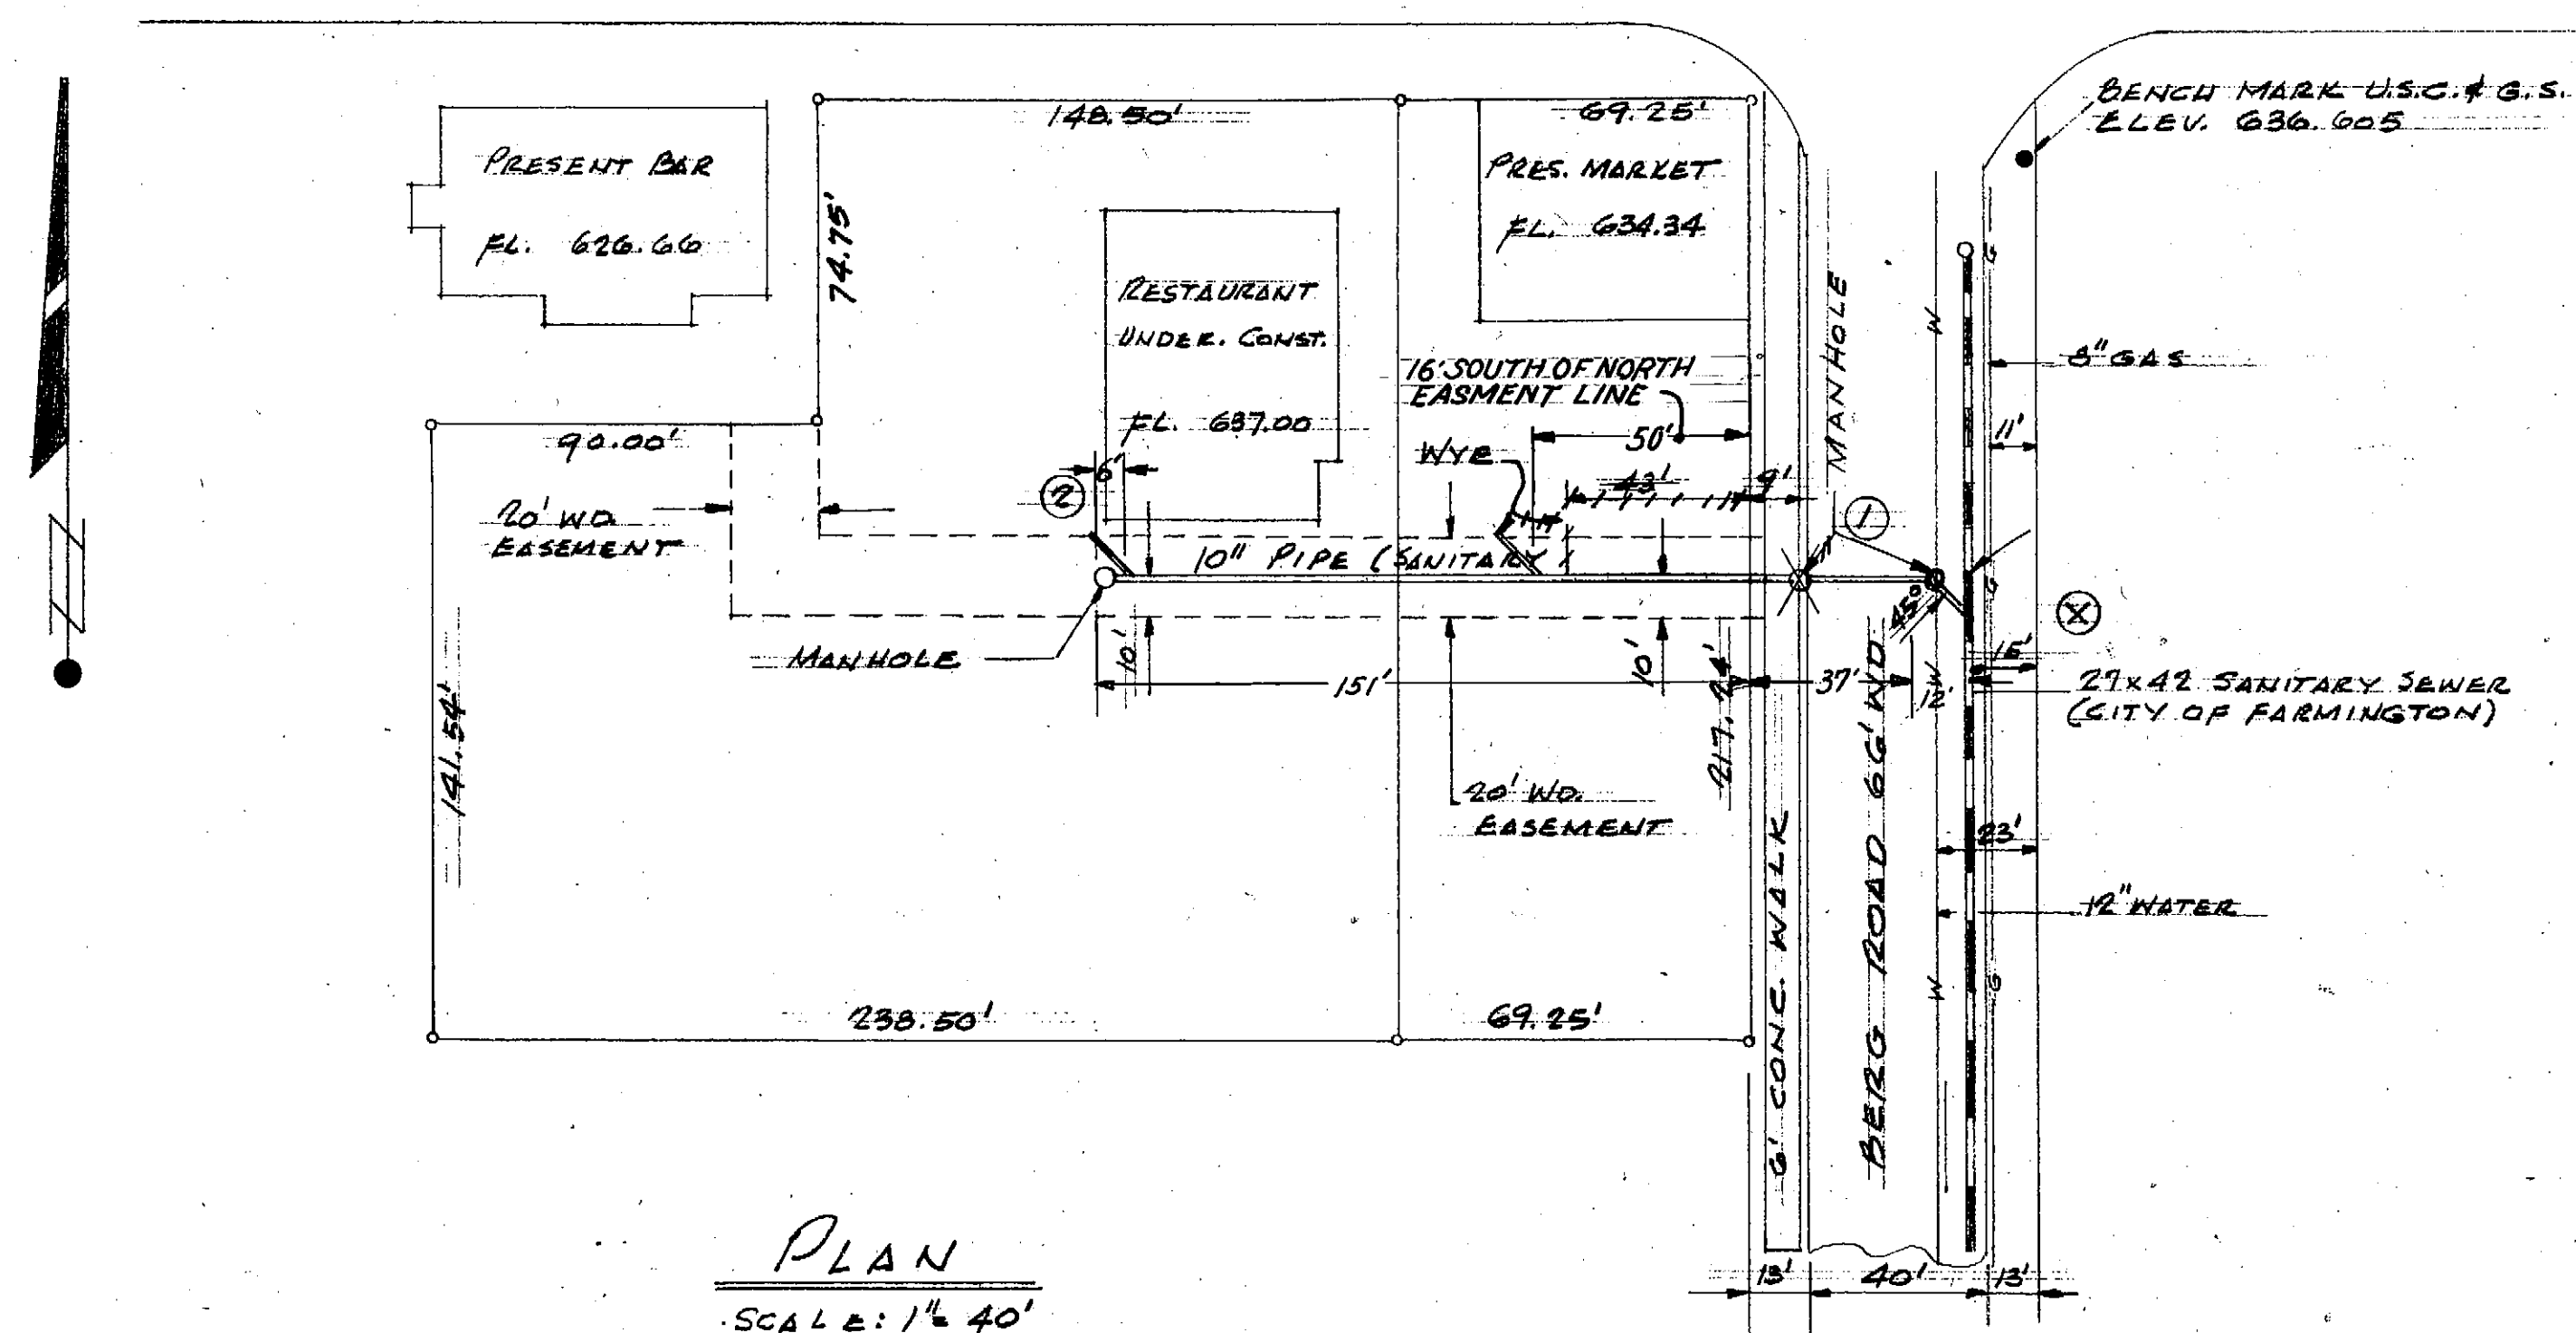 BENCH MARK U.S.C. & G.S.
ELEV. 636.605
148.50'
69.25'
PRESENT BAR
FL. 626.66
74.75'
PRES. MARKET
FL. 634.34
RESTAURANT
UNDER. CONST.
FL. 637.00
MANHOLE
W
G
8" GAS
16' SOUTH OF NORTH
EASMENT LINE
50'
11'
90.00'
WYE
6'
43'
9'
2
1
20' WD.
EASEMENT
10" PIPE (SANITARY)
G
45°
X
MANHOLE
10'
151'
10'
217.24'
37'
W
12'
15'
27x42 SANITARY SEWER
(CITY OF FARMINGTON)
141.54'
20' WD.
EASEMENT
6' CONC. WALK
BERG ROAD 66' WD.
23'
12" WATER
W
G
238.50'
69.25'
PLAN
SCALE: 1"= 40'
13'
40'
13'